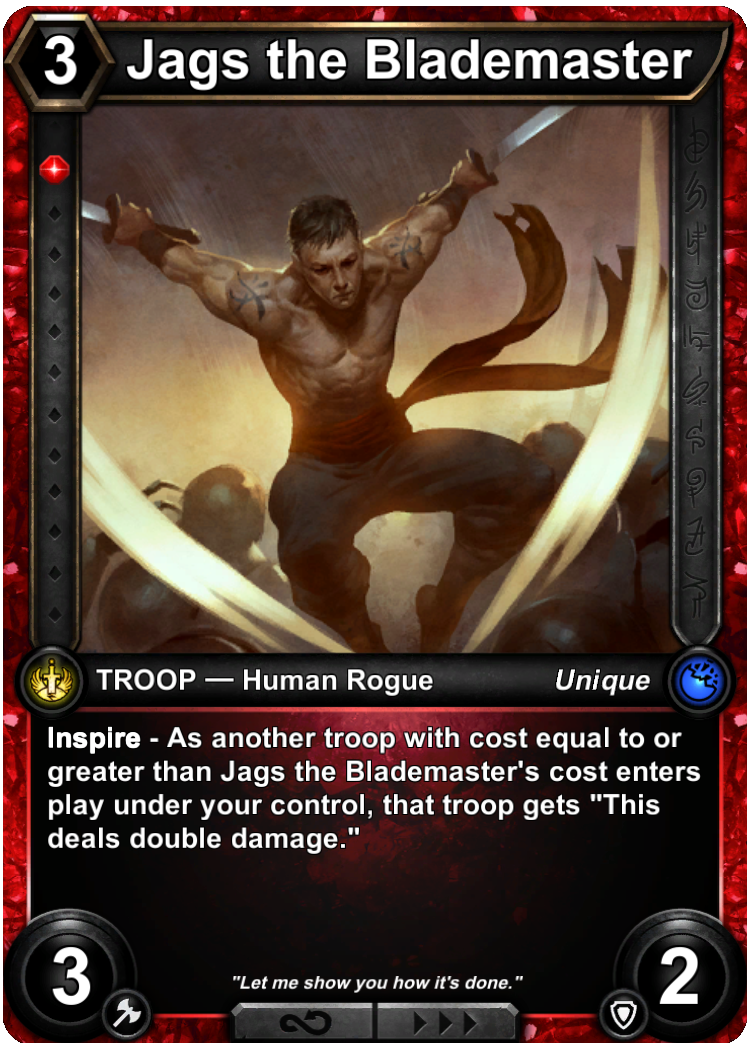 3 Jags the Blademaster
TROOP — Human Rogue Unique
Inspire - As another troop with cost equal to or
greater than Jags the Blademaster's cost enters
play under your control, that troop gets "This
deals double damage."
"Let me show you how it's done."
3 2